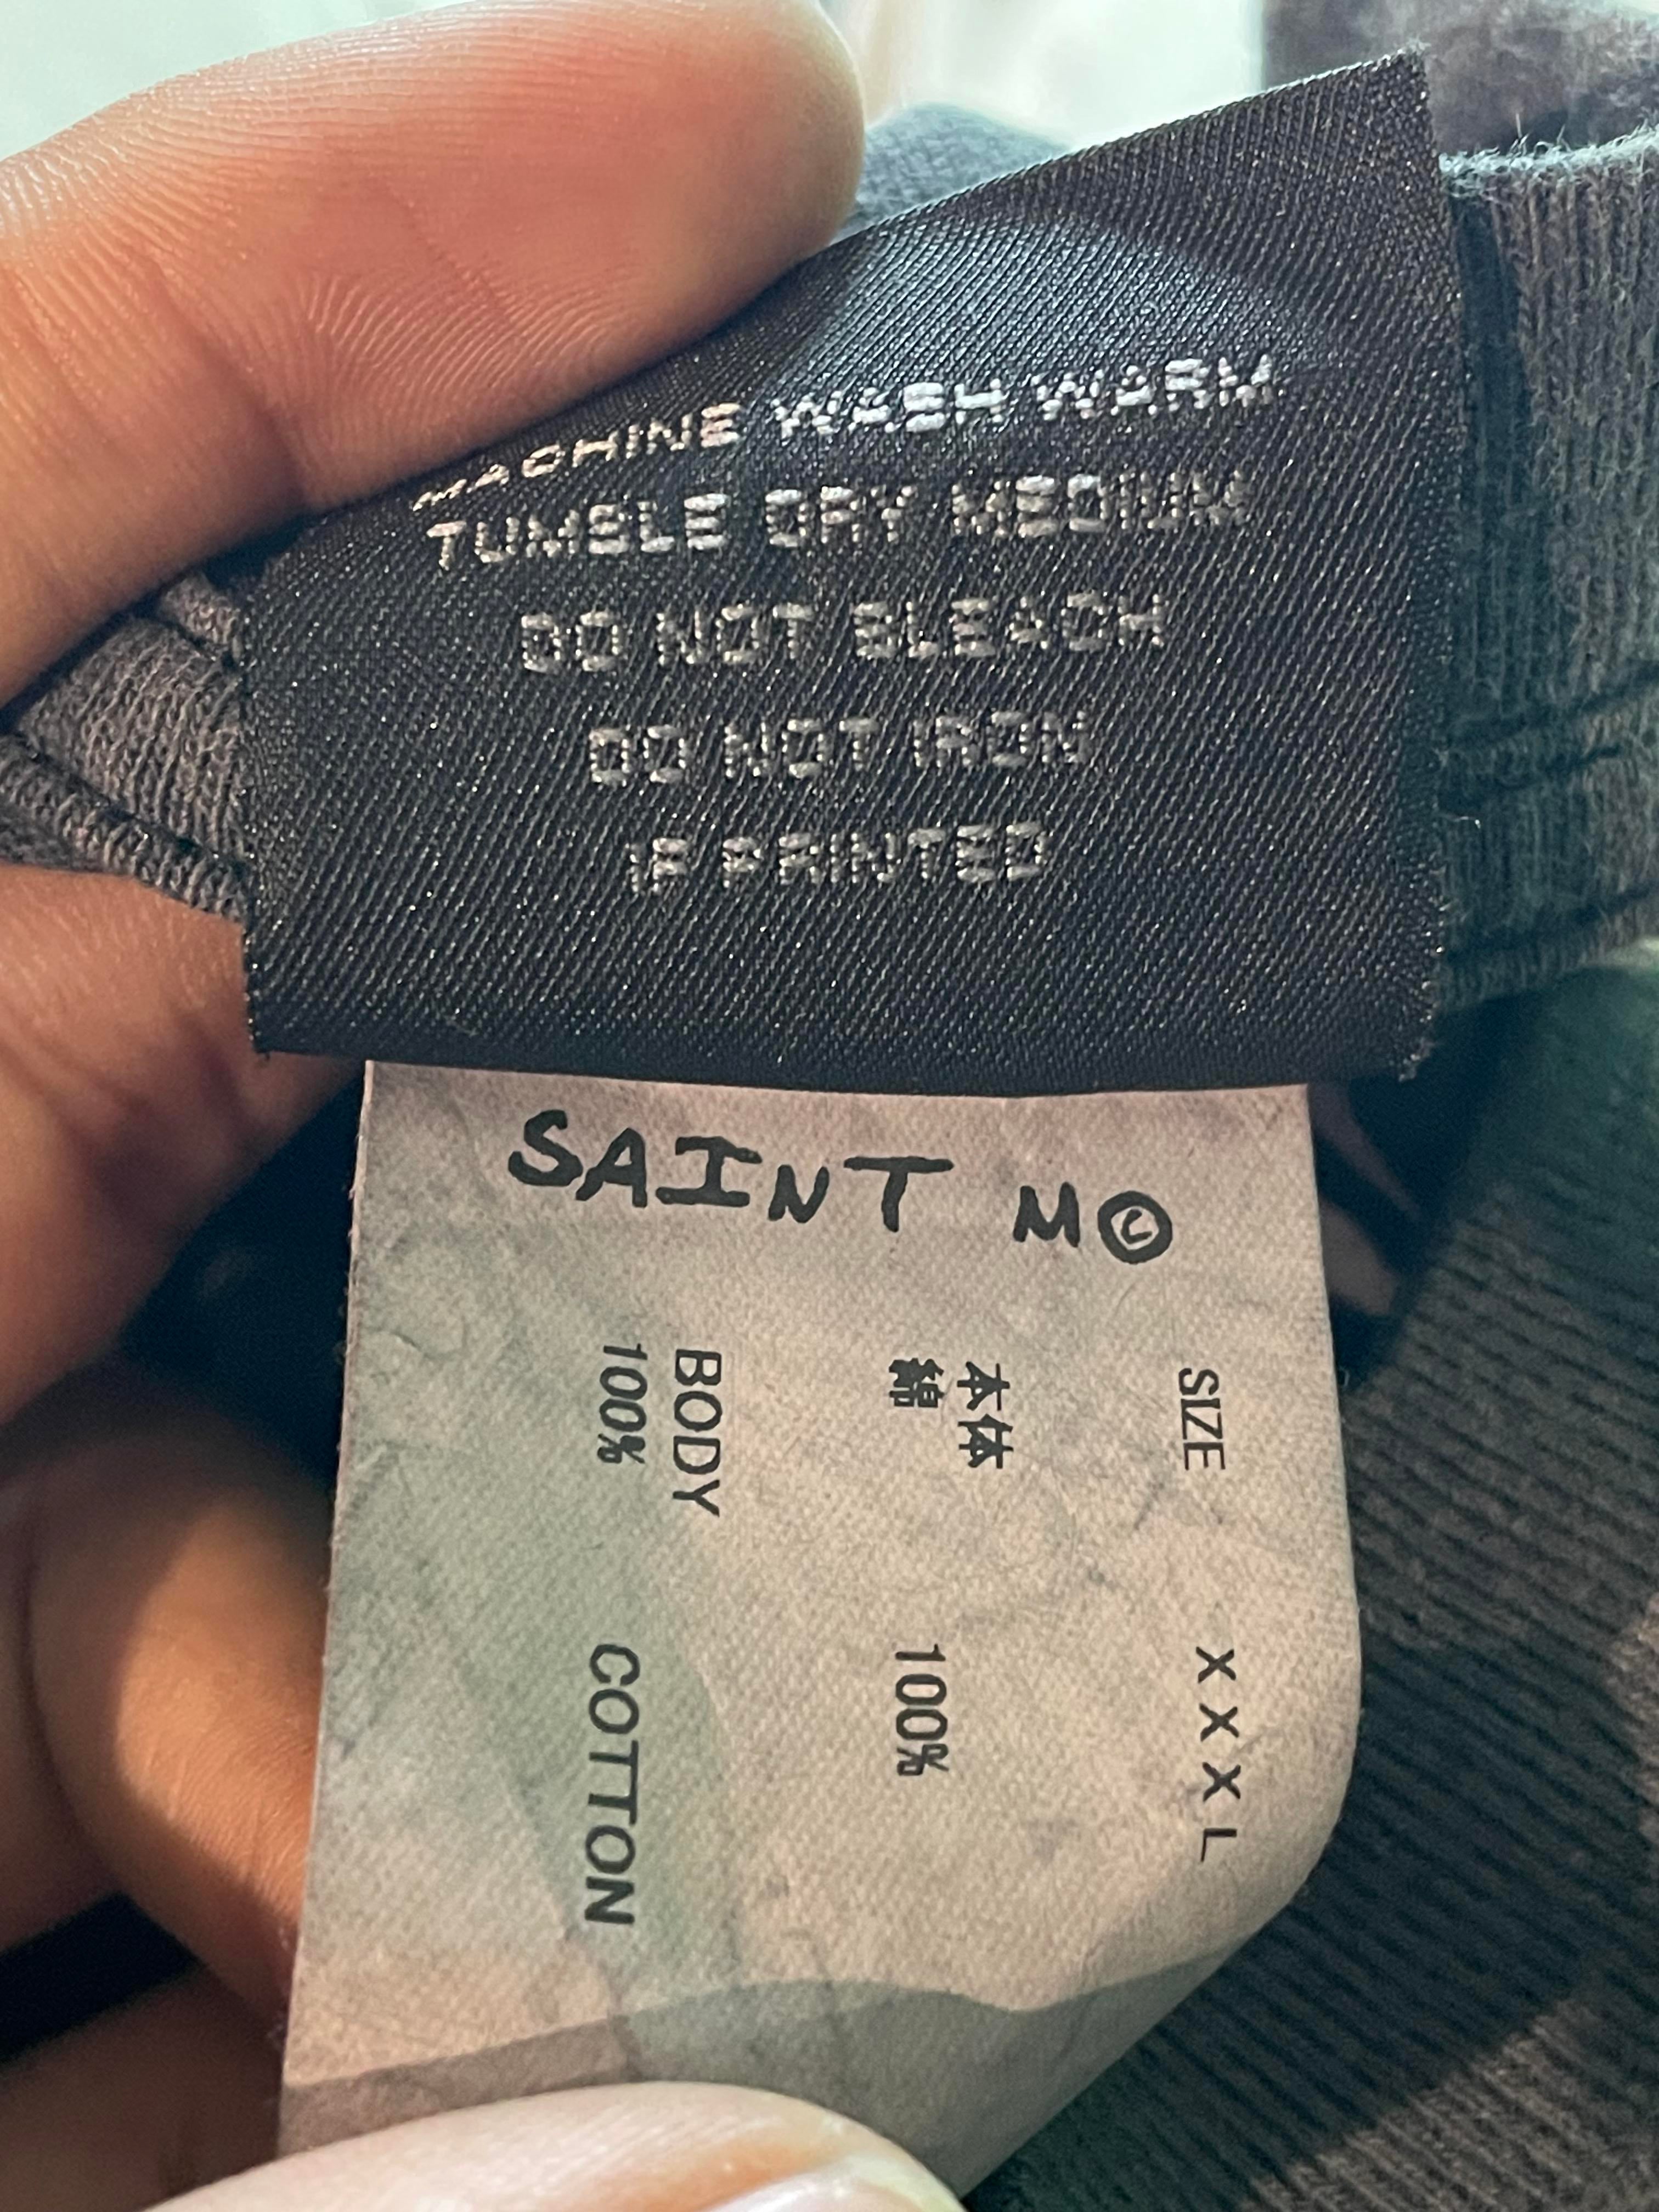 MACHINE WASH WARM
TUMBLE DRY MEDIUM
DO NOT BLEACH
DO NOT IRON
IF PRINTED
SAINT M©
SIZE XXXL
本体
綿 100%
BODY
100% COTTON